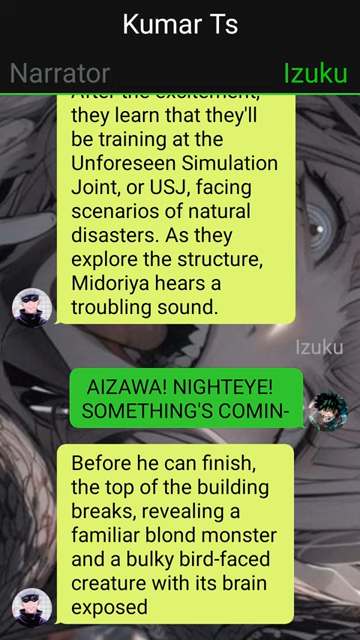 Kumar Ts
Narrator
Izuku
After the excitement,
they learn that they'll
be training at the
Unforeseen Simulation
Joint, or USJ, facing
scenarios of natural
disasters. As they
explore the structure,
Midoriya hears a
troubling sound.
Izuku
AIZAWA! NIGHTEYE!
SOMETHING'S COMIN-
Before he can finish,
the top of the building
breaks, revealing a
familiar blond monster
and a bulky bird-faced
creature with its brain
exposed